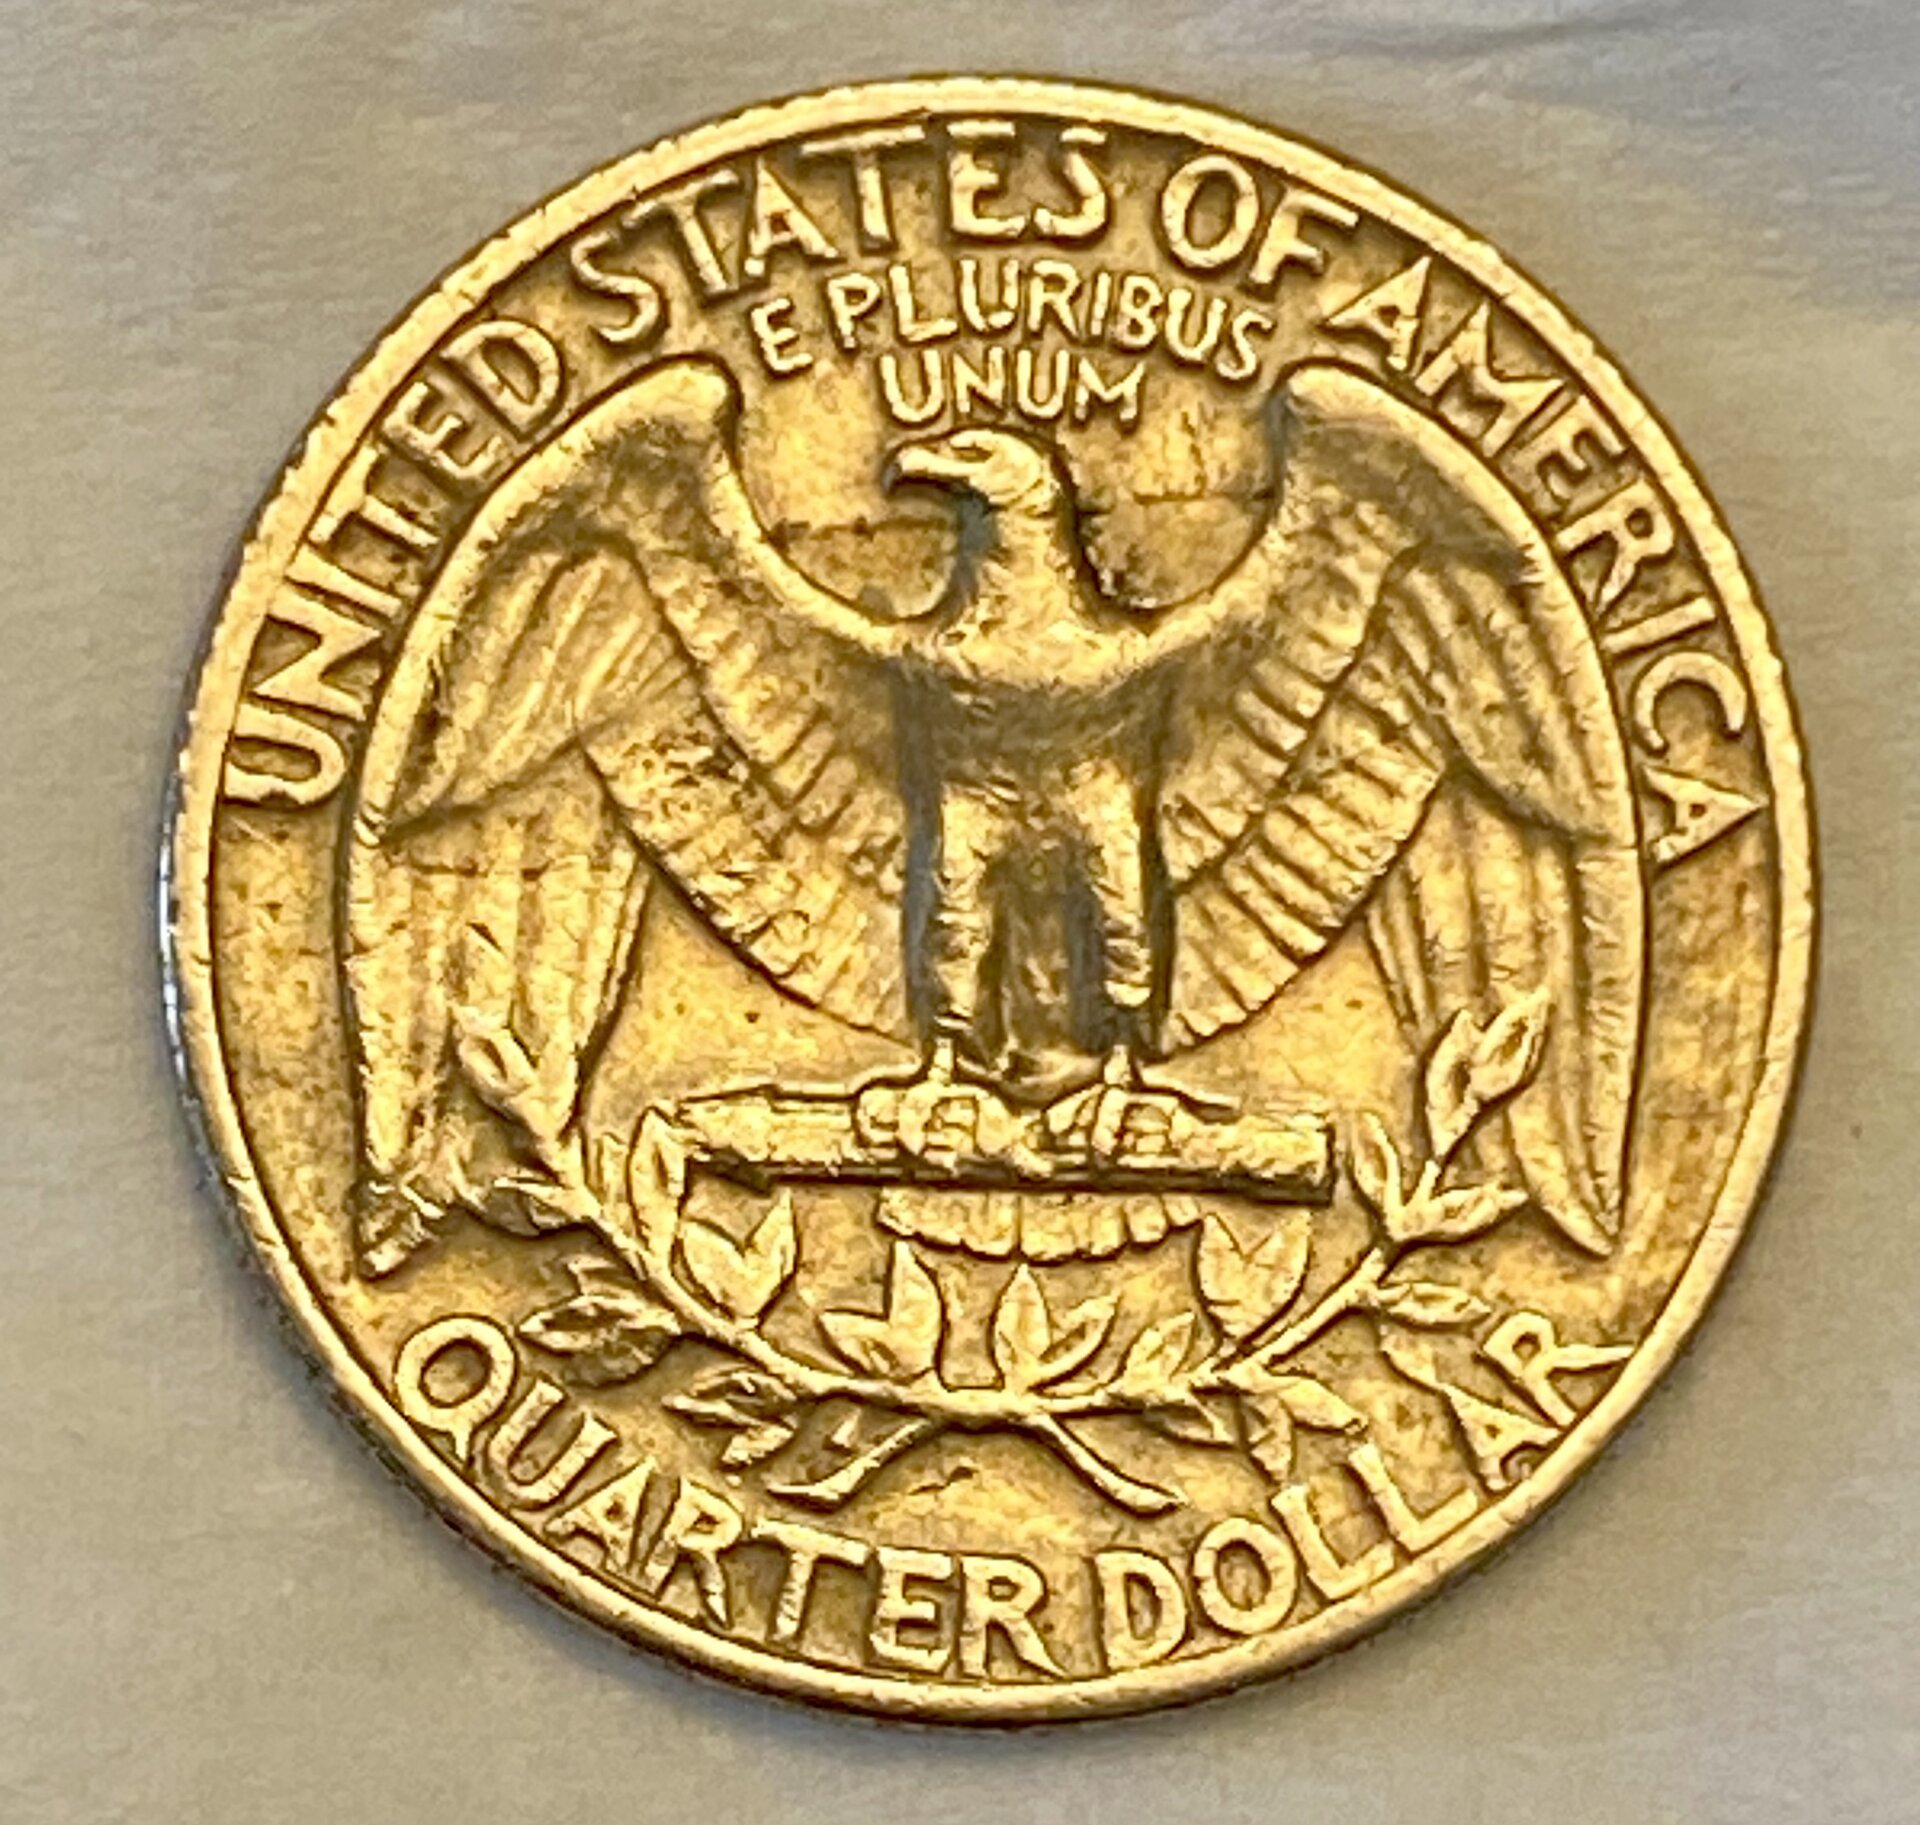 UNITED STATES OF AMERICA
E PLURIBUS
UNUM
QUARTER DOLLAR